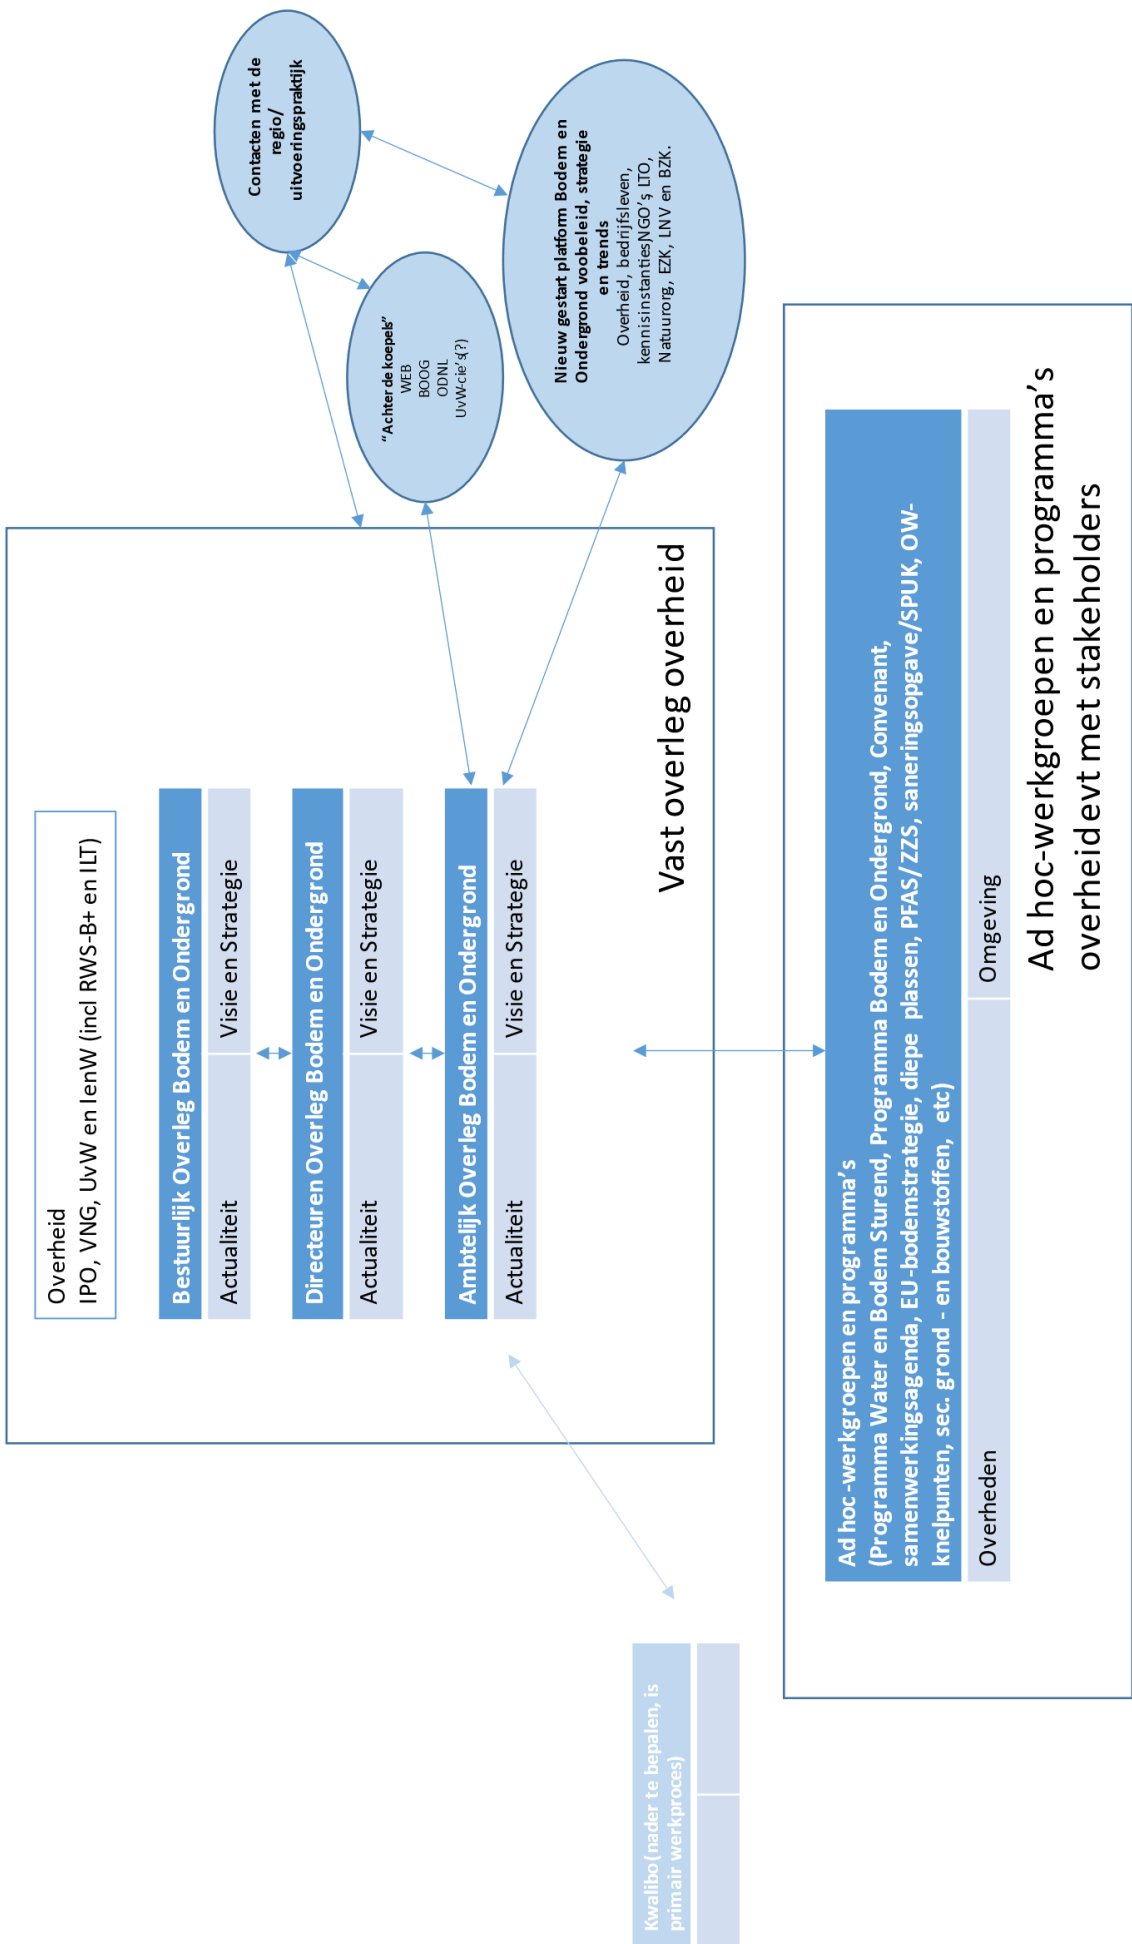 Overheid
IPO, VNG, UvW en IenW (incl RWS-B+ en ILT)
Bestuurlijk Overleg Bodem en Ondergrond
Actualiteit
Visie en Strategie
Directeuren Overleg Bodem en Ondergrond
Actualiteit
Visie en Strategie
Ambtelijk Overleg Bodem en Ondergrond
Actualiteit
Visie en Strategie
Vast overleg overheid
Contacten met de
regio/
uitvoeringspraktijk
“Achter de koepels”
WEB
BOOG
ODNL
UvW-cie’s(?)
Nieuw gestart platform Bodem en
Ondergrond voobeleid, strategie
en trends
Overheid, bedrijfsleven,
kennisinstanties,NGO’s, LTO,
Natuurorg, EZK, LNV en BZK.
Kwalibo(nader te bepalen, is
primair werkproces)
Ad hoc -werkgroepen en programma’s
(Programma Water en Bodem Sturend, Programma Bodem en Ondergrond, Convenant,
samenwerkingsagenda, EU-bodemstrategie, diepe plassen, PFAS/ZZS, saneringsopgave/SPUK, OW-
knelpunten, sec. grond - en bouwstoffen, etc)
Overheden
Omgeving
Ad hoc-werkgroepen en programma’s
overheid evt met stakeholders